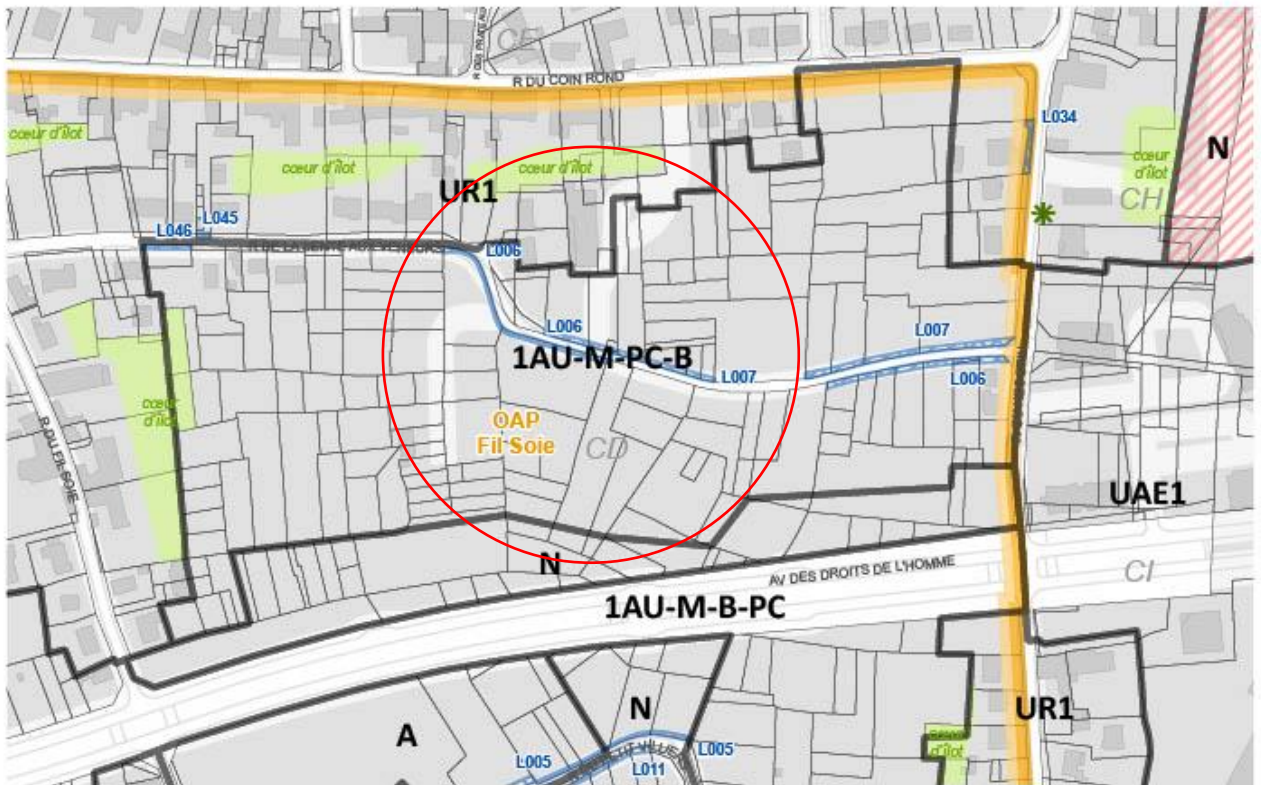 CE
R DU COIN ROND
L034
cœur d'îlot
cœur d'îlot
cœur d'îlot
cœur
d'îlot
N
UR1
CH
L045
L046
L006
L006
L007
1AU-M-PC-B
L007
L006
cœur
d'îlot
OAP
Fil Soie
CD
R DU FIL SOIE
UAE1
N
AV DES DROITS DE L'HOMME
CI
1AU-M-B-PC
N
UR1
A
cœur
d'îlot
L005
L005
L011